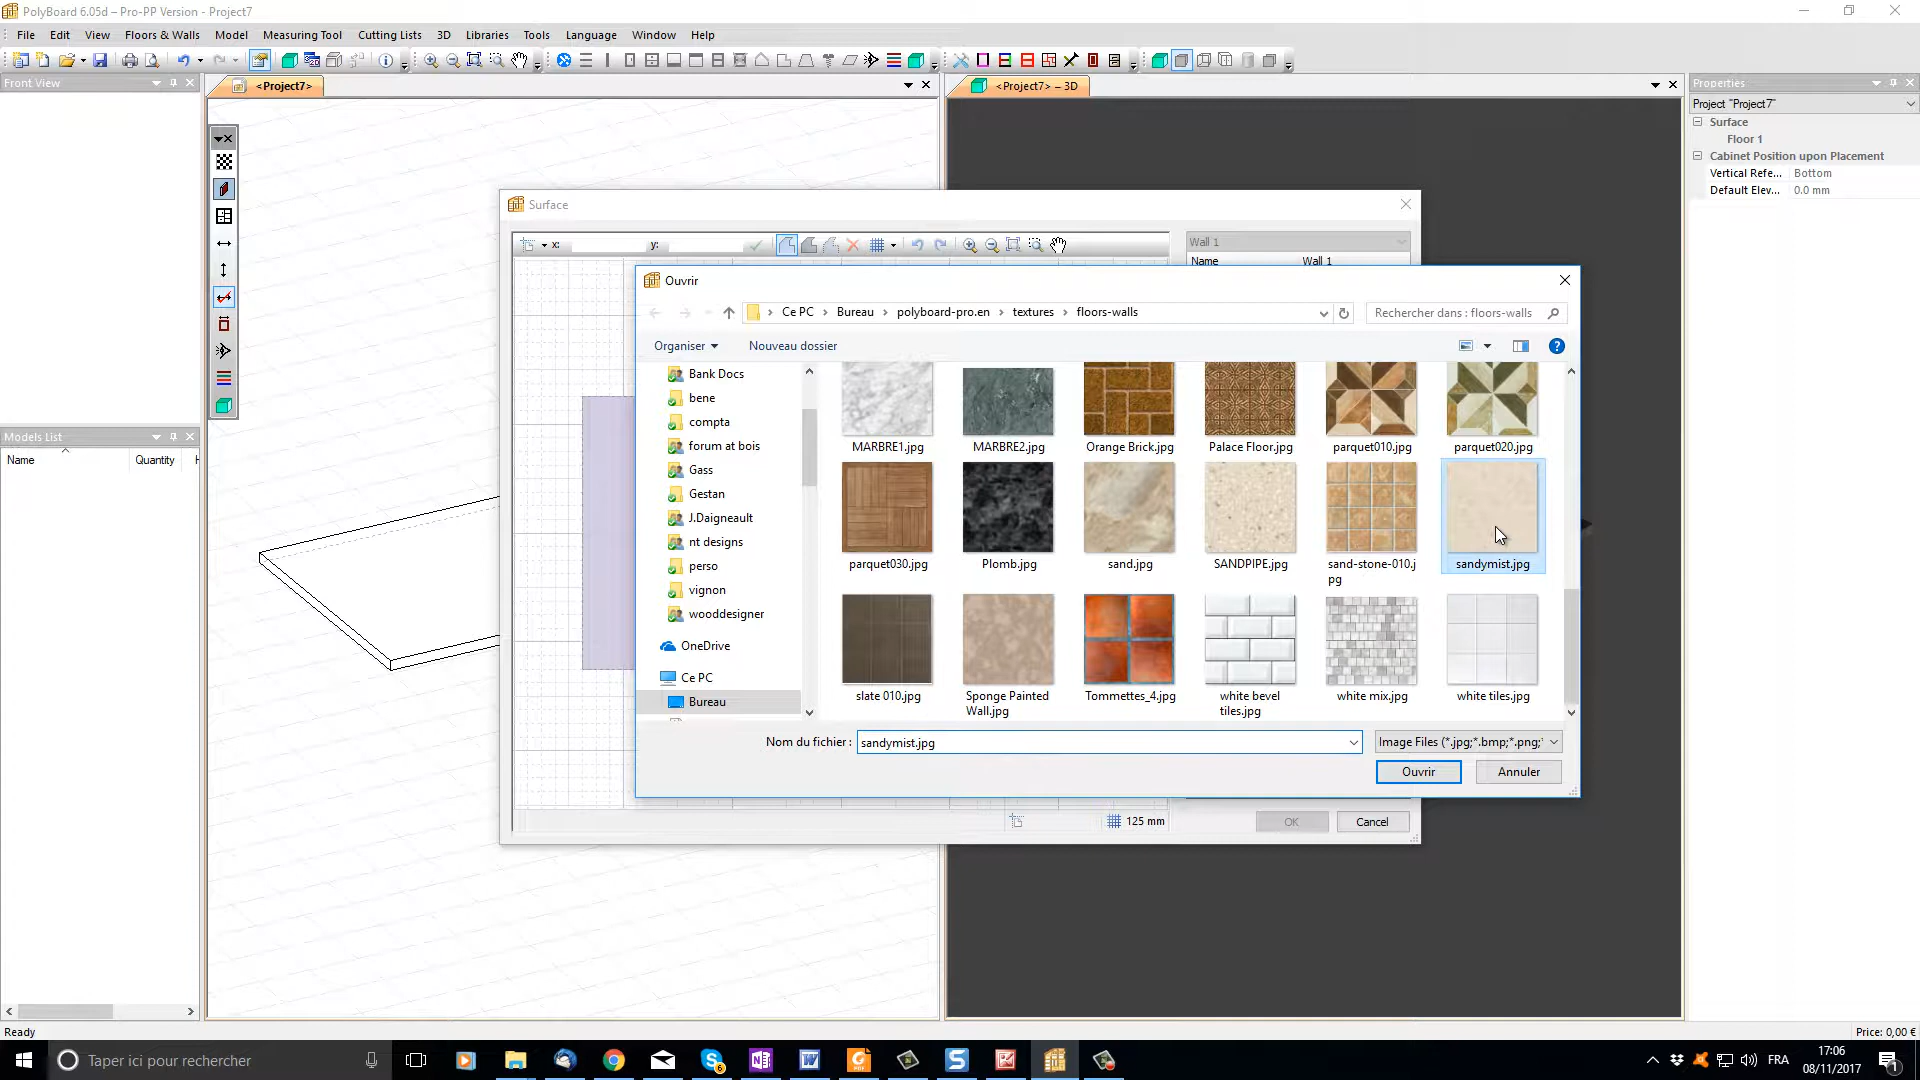 PolyBoard 6.05d – Pro-PP Version - Project7
File Edit View Floors & Walls Model Measuring Tool Cutting Lists 3D Libraries Tools Language Window Help
Front View
<Project7>
<Project7> – 3D
Properties
Project "Project7"
Surface
Floor 1
Cabinet Position upon Placement
Vertical Refe... Bottom
Default Elev... 0.0 mm
Models List
Name Quantity
Surface
x: y:
Wall 1
Name Wall 1
Ouvrir
Ce PC > Bureau > polyboard-pro.en > textures > floors-walls
Rechercher dans : floors-walls
Organiser Nouveau dossier
Bank Docs
bene
compta
forum at bois
Gass
Gestan
J.Daigneault
nt designs
perso
vignon
wooddesigner
OneDrive
Ce PC
Bureau
MARBRE1.jpg MARBRE2.jpg Orange Brick.jpg Palace Floor.jpg parquet010.jpg parquet020.jpg
parquet030.jpg Plomb.jpg sand.jpg SANDPIPE.jpg sand-stone-010.j
pg sandymist.jpg
slate 010.jpg Sponge Painted
Wall.jpg Tommettes_4.jpg white bevel
tiles.jpg white mix.jpg white tiles.jpg
Nom du fichier : sandymist.jpg
Image Files (*.jpg;*.bmp;*.png;*
Ouvrir Annuler
125 mm
OK Cancel
Ready
Price: 0,00 €
Taper ici pour rechercher
FRA
17:06
08/11/2017